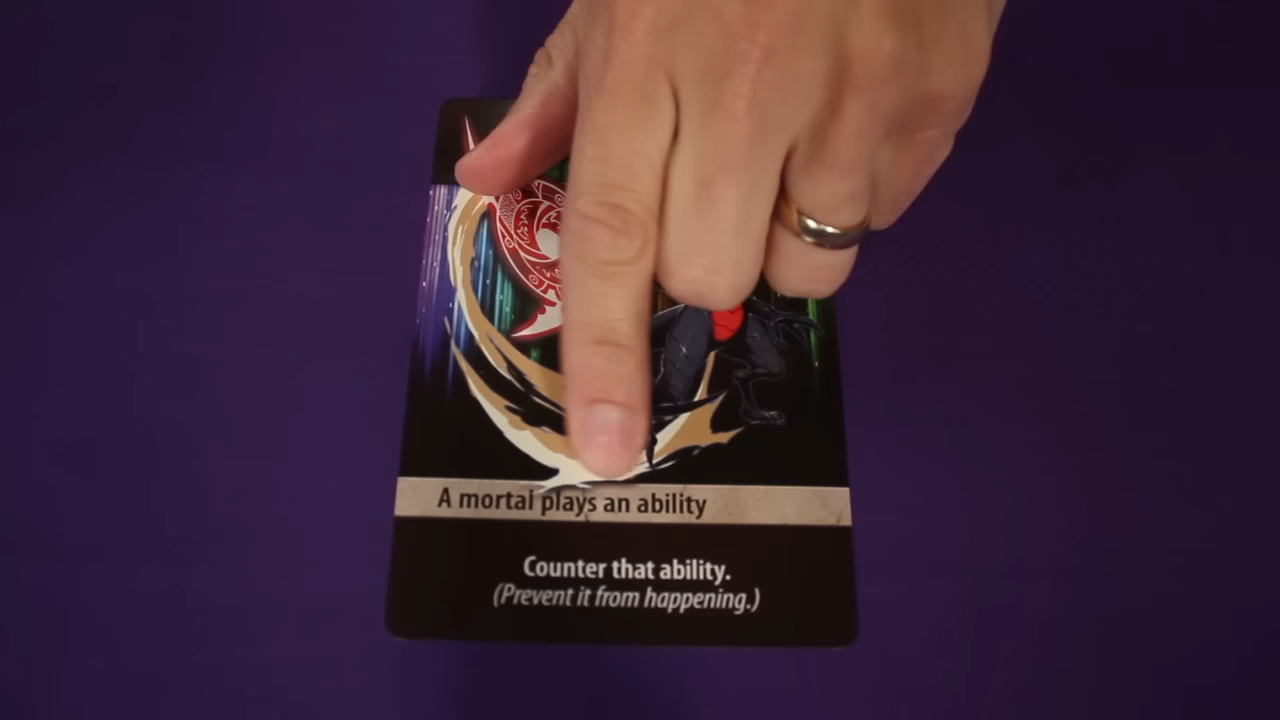 A mortal plays an ability
Counter that ability.
(Prevent it from happening.)